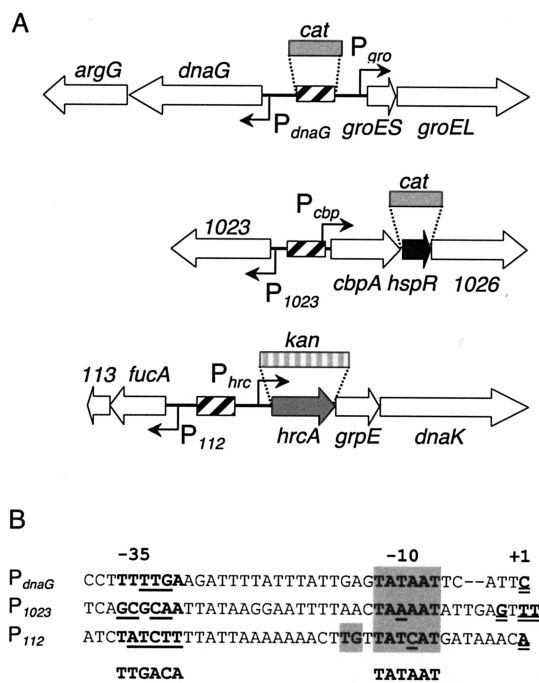 A
cat
P gro
argG dnaG
P dnaG groES groEL
cat
1023 P cbp
P 1023 cbpA hspR 1026
kan
113 fucA P hrc
P 112 hrcA grpE dnaK
B
-35 -10 +1
P dnaG CCTTTTTGAAGATTTTATTTATTGAGTATAATTC--ATTC
P 1023 TCAGCGCAATTATAAGGAATTTTAACTAAAATATTGAGTTT
P 112 ATCTATCTTTTATTAAAAAACTTGTTATCATGATAAACA
TTGACA TATAAT